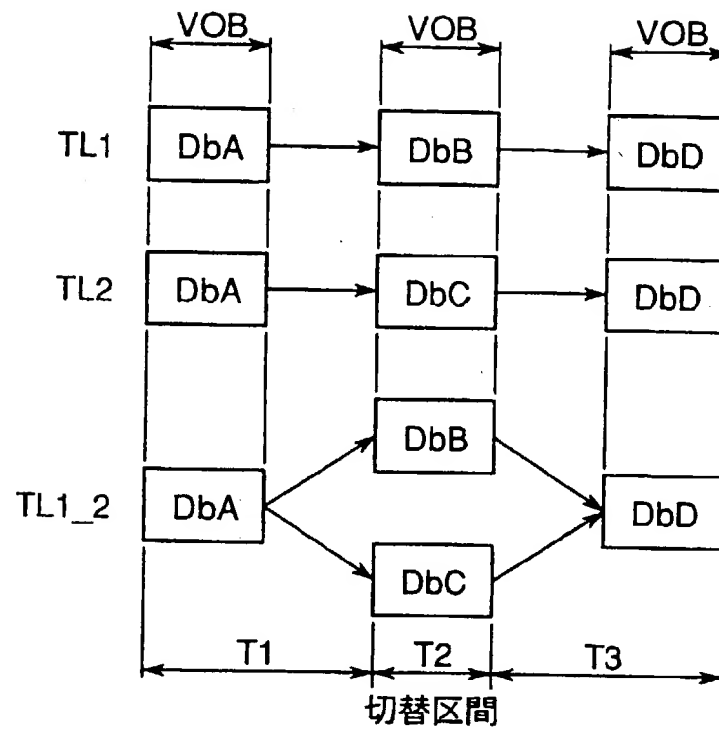 VOB VOB VOB
TL1 DbA DbB DbD
TL2 DbA DbC DbD
DbB
TL1_2 DbA DbD
DbC
T1 T2 T3
切替区間